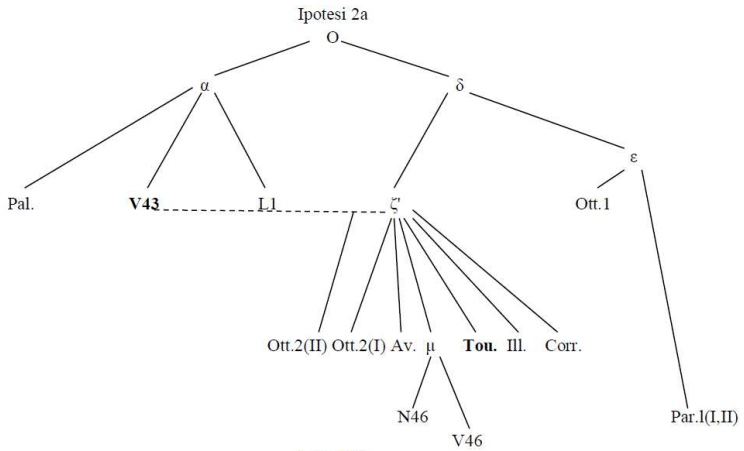 Ipotesi 2a
O
α δ
ε
Pal. V43 L1 ζ' Ott.1
Ott.2(II) Ott.2(I) Av. μ Tou. Ill. Corr.
N46 Par.l(I,II)
V46